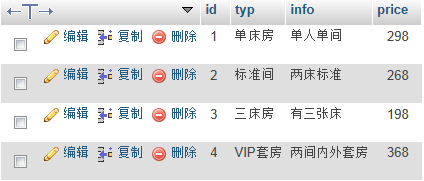 id typ info price
编辑 复制 删除 1 单床房 单人单间 298
编辑 复制 删除 2 标准间 两床标准 268
编辑 复制 删除 3 三床房 有三张床 198
编辑 复制 删除 4 VIP套房 两间内外套房 368